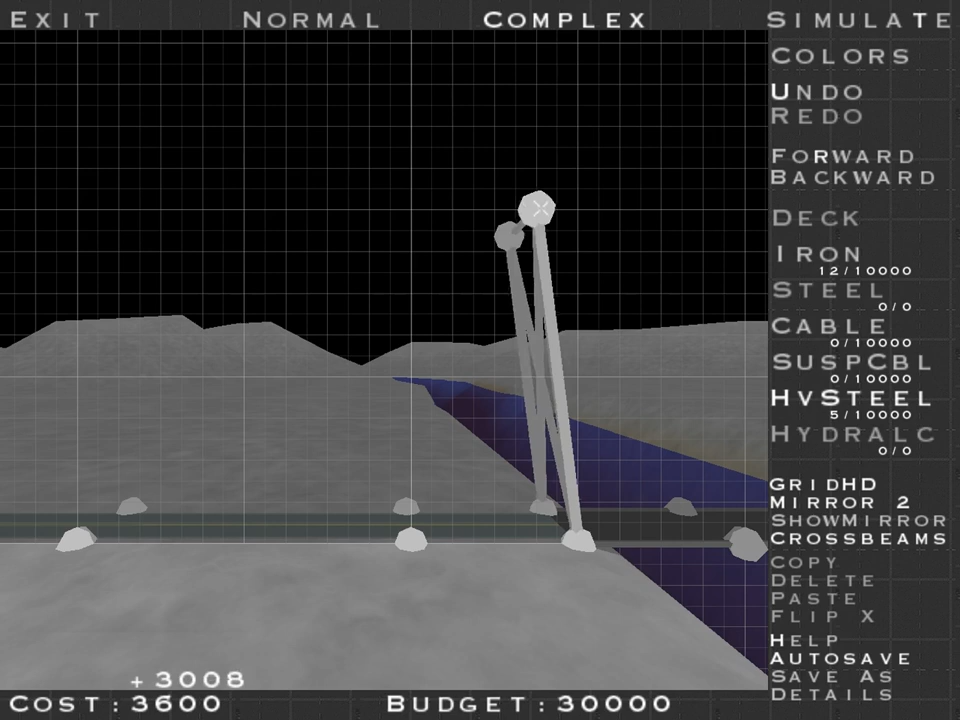 EXIT NORMAL COMPLEX SIMULATE
COLORS
UNDO
REDO
FORWARD
BACKWARD
DECK
IRON
12/10000
STEEL
0/0
CABLE
0/10000
SUSPCBL
0/10000
HVSTEEL
5/10000
HYDRALC
0/0
GRIDHD
MIRROR 2
SHOWMIRROR
CROSSBEAMS
COPY
DELETE
PASTE
FLIP X
HELP
AUTOSAVE
SAVE AS
DETAILS
+3008
COST:3600 BUDGET:30000